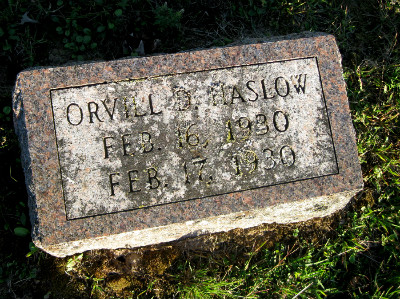 ORVILL D. HASLOW
FEB. 16, 1930
FEB. 17, 1930